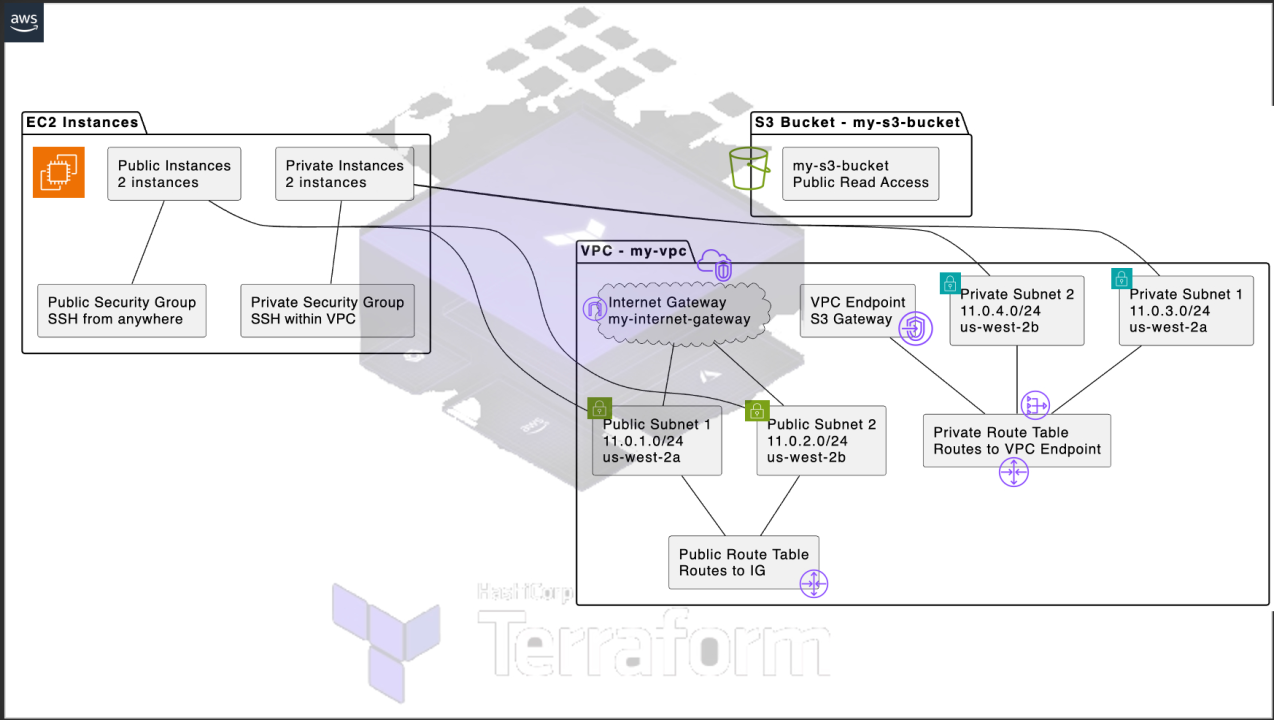 aws
EC2 Instances
Public Instances
2 instances
Private Instances
2 instances
Public Security Group
SSH from anywhere
Private Security Group
SSH within VPC
S3 Bucket - my-s3-bucket
my-s3-bucket
Public Read Access
VPC - my-vpc
Internet Gateway
my-internet-gateway
VPC Endpoint
S3 Gateway
Private Subnet 2
11.0.4.0/24
us-west-2b
Private Subnet 1
11.0.3.0/24
us-west-2a
Public Subnet 1
11.0.1.0/24
us-west-2a
Public Subnet 2
11.0.2.0/24
us-west-2b
Private Route Table
Routes to VPC Endpoint
Public Route Table
Routes to IG
aws
HashiCorp
Terraform